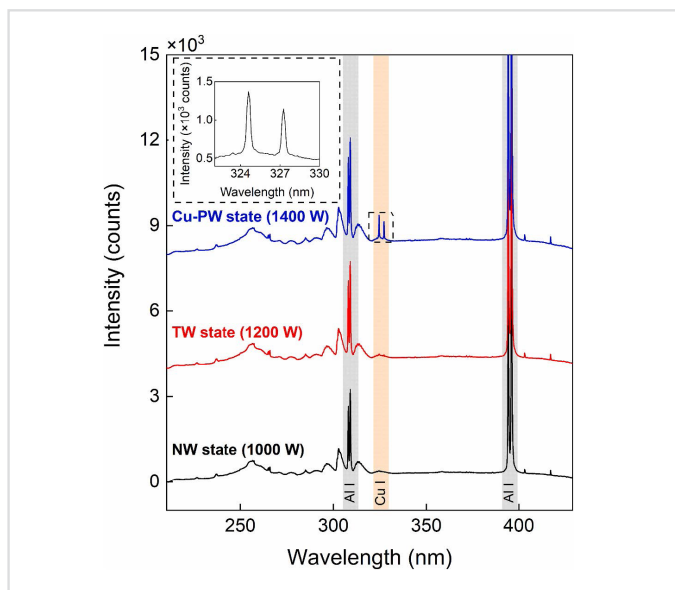 15 ×10³
12
9
6
3
0
Intensity (counts)
Intensity (×10³ counts)
1.5
1.0
0.5
324 327 330
Wavelength (nm)
Cu-PW state (1400 W)
TW state (1200 W)
NW state (1000 W)
Al I
Cu I
Al I
250 300 350 400
Wavelength (nm)